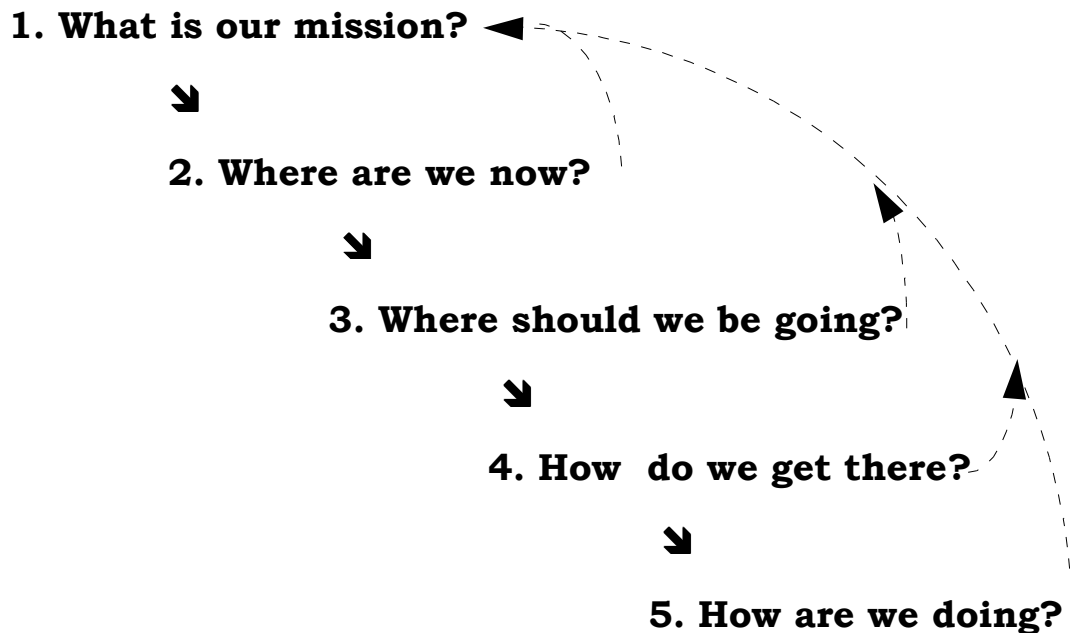 1. What is our mission?
2. Where are we now?
3. Where should we be going?
4. How  do we get there?
5. How are we doing?